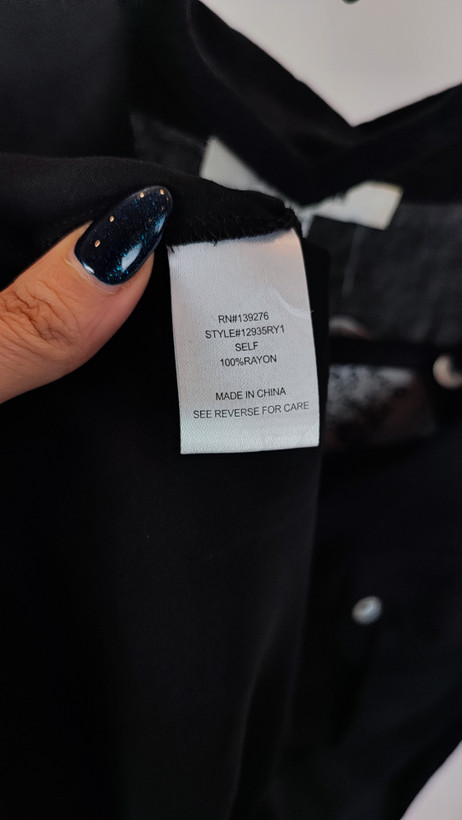 RN#139276
STYLE#12935RY1
SELF
100%RAYON
MADE IN CHINA
SEE REVERSE FOR CARE